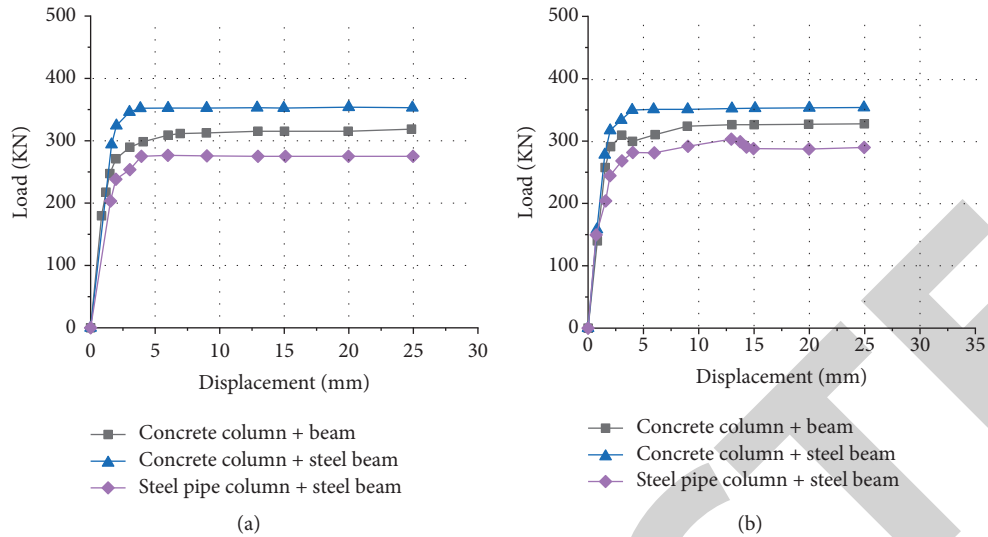 500
400
300
200
100
0
Load (KN)
0 5 10 15 20 25 30
Displacement (mm)
Concrete column + beam
Concrete column + steel beam
Steel pipe column + steel beam
(a)
500
400
300
200
100
0
Load (KN)
0 5 10 15 20 25 30 35
Displacement (mm)
Concrete column + beam
Concrete column + steel beam
Steel pipe column + steel beam
(b)